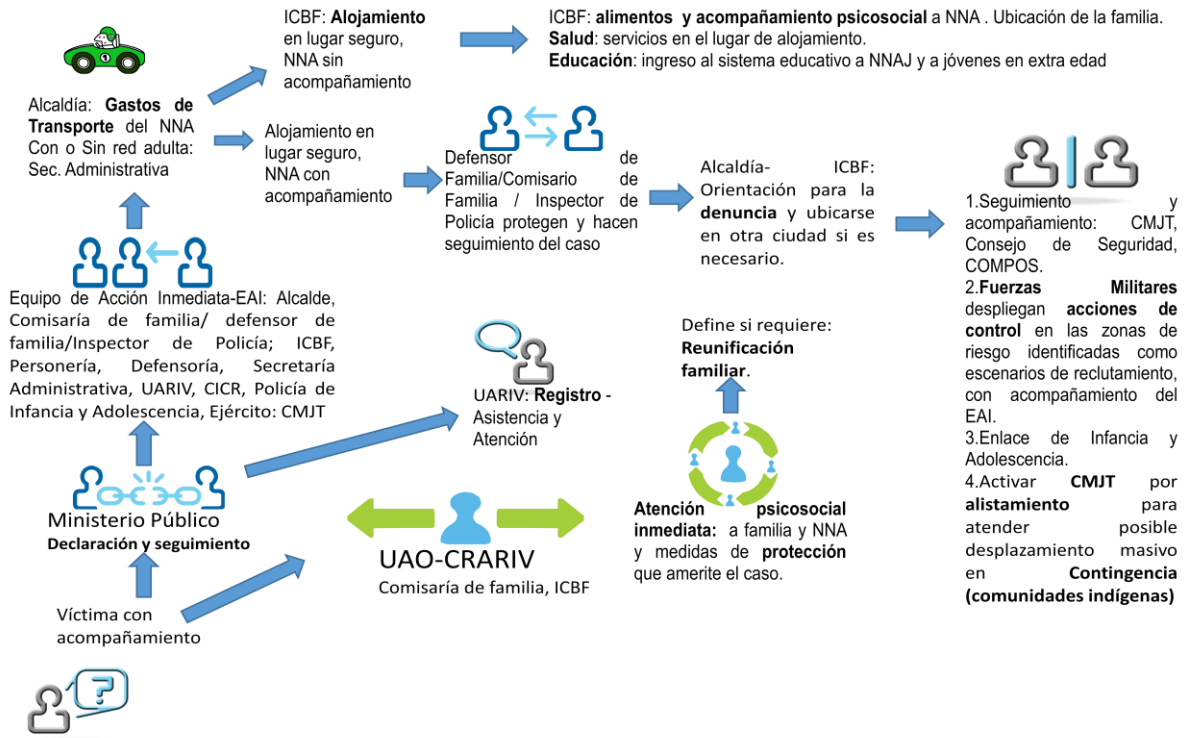 ICBF: Alojamiento
en lugar seguro,
NNA sin
acompañamiento
ICBF: alimentos y acompañamiento psicosocial a NNA . Ubicación de la familia.
Salud: servicios en el lugar de alojamiento.
Educación: ingreso al sistema educativo a NNAJ y a jóvenes en extra edad
1
Alcaldía: Gastos de
Transporte del NNA
Con o Sin red adulta:
Sec. Administrativa
Alojamiento en
lugar seguro,
NNA con
acompañamiento
Defensor de
Familia/Comisario de
Familia / Inspector de
Policía protegen y hacen
seguimiento del caso
Alcaldía- ICBF:
Orientación para la
denuncia y ubicarse
en otra ciudad si es
necesario.
1.Seguimiento y
acompañamiento: CMJT,
Consejo de Seguridad,
COMPOS.
2.Fuerzas Militares
despliegan acciones de
control en las zonas de
riesgo identificadas como
escenarios de reclutamiento,
con acompañamiento del
EAI.
3.Enlace de Infancia y
Adolescencia.
4.Activar CMJT por
alistamiento para
atender posible
desplazamiento masivo
en Contingencia
(comunidades indígenas)
Equipo de Acción Inmediata-EAI: Alcalde,
Comisaría de familia/ defensor de
familia/Inspector de Policía; ICBF,
Personería, Defensoría, Secretaría
Administrativa, UARIV, CICR, Policía de
Infancia y Adolescencia, Ejército: CMJT
UARIV: Registro -
Asistencia y
Atención
Define si requiere:
Reunificación
familiar.
Ministerio Público
Declaración y seguimiento
UAO-CRARIV
Comisaría de familia, ICBF
Atención psicosocial
inmediata: a familia y NNA
y medidas de protección
que amerite el caso.
Víctima con
acompañamiento
?